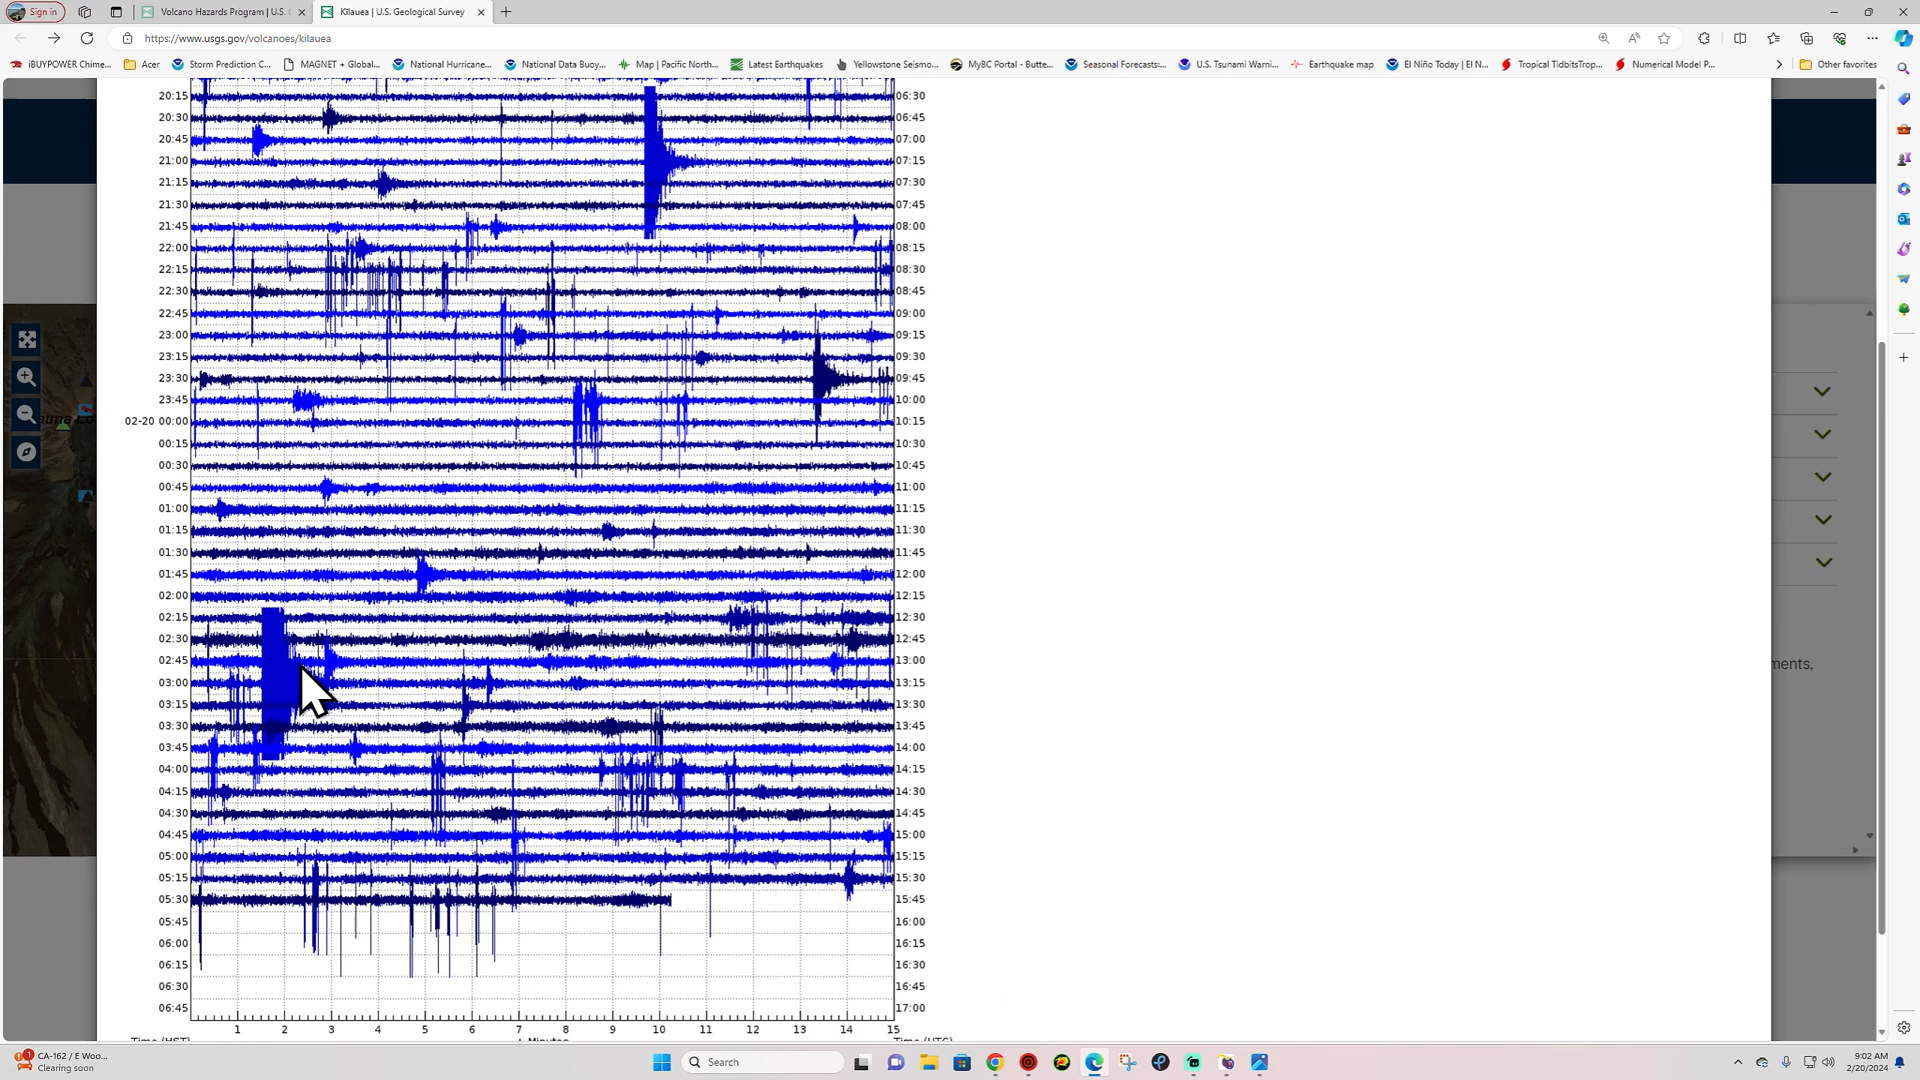 Sign in
Volcano Hazards Program | U.S. (
Kīlauea | U.S. Geological Survey
https://www.usgs.gov/volcanoes/kilauea
iBUYPOWER Chime...
Acer
Storm Prediction C...
MAGNET + Global...
National Hurricane...
National Data Buoy...
Map | Pacific North...
Latest Earthquakes
Yellowstone Seismo...
MyBC Portal - Butte...
Seasonal Forecasts:...
U.S. Tsunami Warni...
Earthquake map
El Niño Today | El N...
Tropical TidbitsTrop...
Numerical Model P...
Other favorites
20:15 06:30
20:30 06:45
20:45 07:00
21:00 07:15
21:15 07:30
21:30 07:45
21:45 08:00
22:00 08:15
22:15 08:30
22:30 08:45
22:45 09:00
23:00 09:15
23:15 09:30
23:30 09:45
23:45 10:00
02-20 00:00 10:15
00:15 10:30
00:30 10:45
00:45 11:00
01:00 11:15
01:15 11:30
01:30 11:45
01:45 12:00
02:00 12:15
02:15 12:30
02:30 12:45
02:45 13:00
ments,
03:00 13:15
03:15 13:30
03:30 13:45
03:45 14:00
04:00 14:15
04:15 14:30
04:30 14:45
04:45 15:00
05:00 15:15
05:15 15:30
05:30 15:45
05:45 16:00
06:00 16:15
06:15 16:30
06:30 16:45
06:45 17:00
1 2 3 4 5 6 7 8 9 10 11 12 13 14 15
Time (HST) + Minutes Time (UTC)
CA-162 / E Woo...
Clearing soon
Search
9:02 AM
2/20/2024